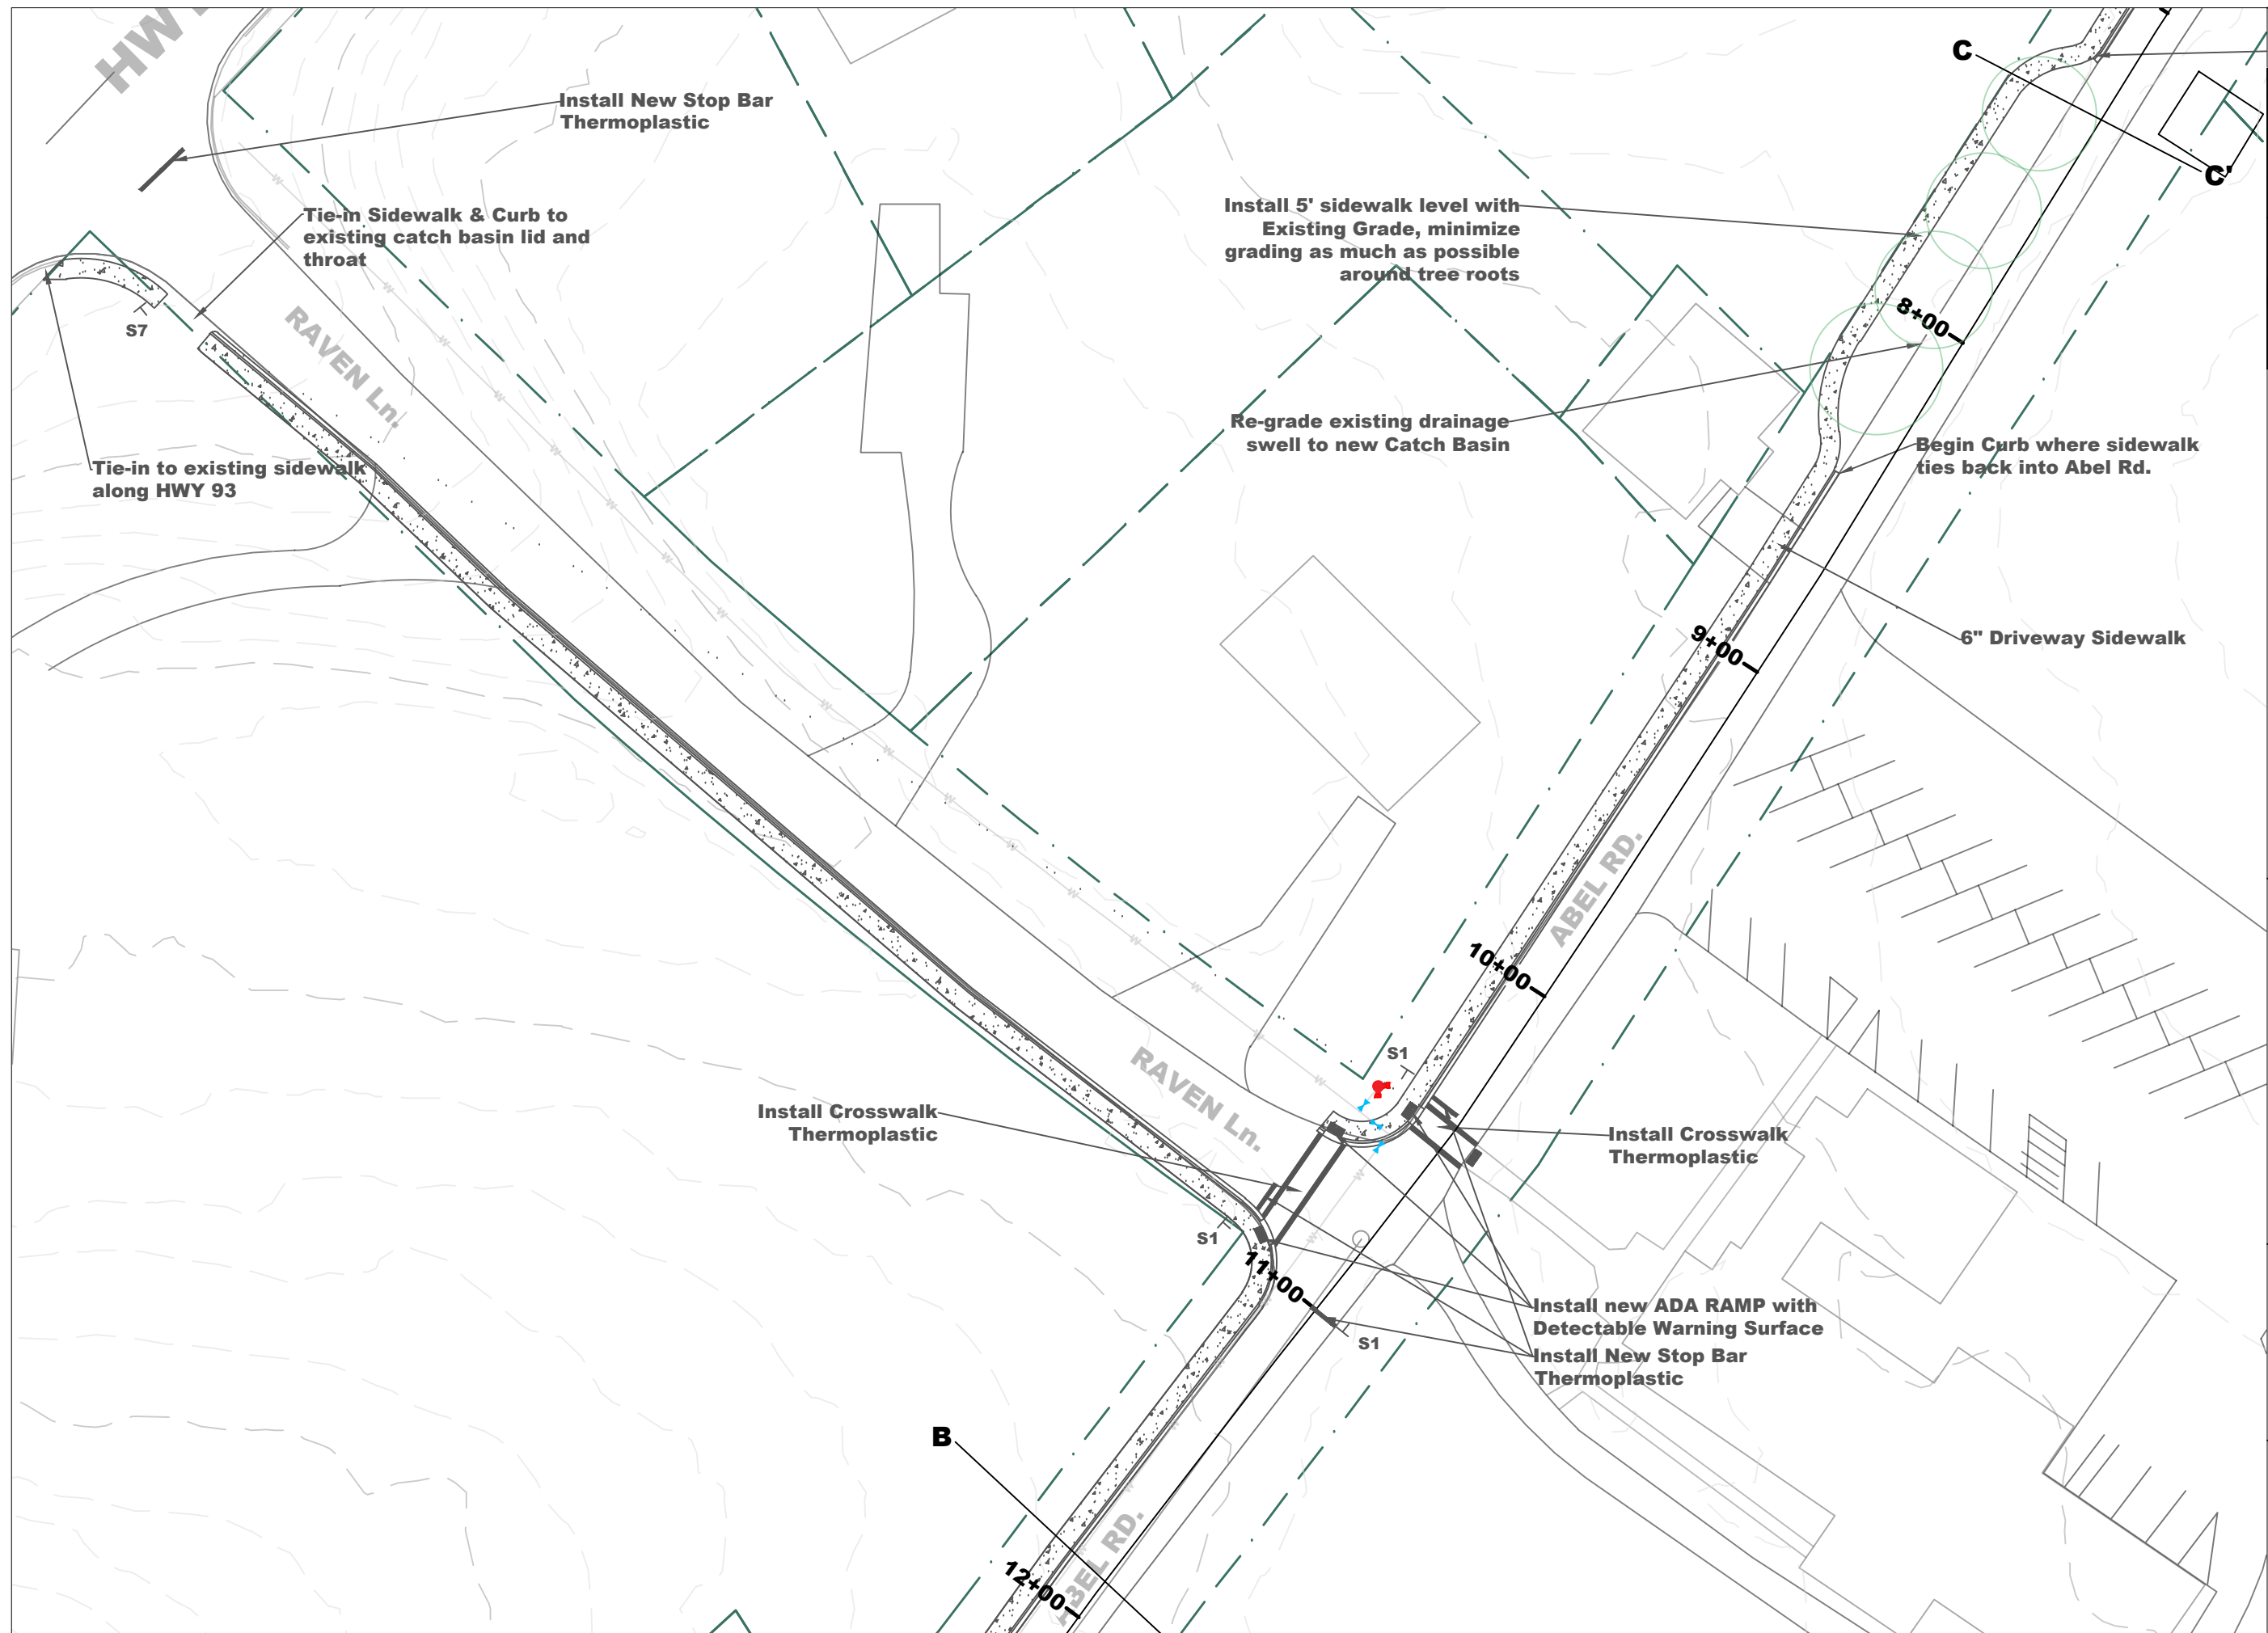 HW
C
Install New Stop Bar
Thermoplastic
C'
Tie-in Sidewalk & Curb to
existing catch basin lid and
throat
Install 5' sidewalk level with
Existing Grade, minimize
grading as much as possible
around tree roots
S7
RAVEN Ln.
8+00
Re-grade existing drainage
swell to new Catch Basin
Begin Curb where sidewalk
ties back into Abel Rd.
Tie-in to existing sidewalk
along HWY 93
6" Driveway Sidewalk
9+00
ABEL RD.
10+00
S1
RAVEN Ln.
Install Crosswalk
Thermoplastic
Install Crosswalk
Thermoplastic
S1
11+00
Install new ADA RAMP with
Detectable Warning Surface
S1
Install New Stop Bar
Thermoplastic
B
12+00
RD.